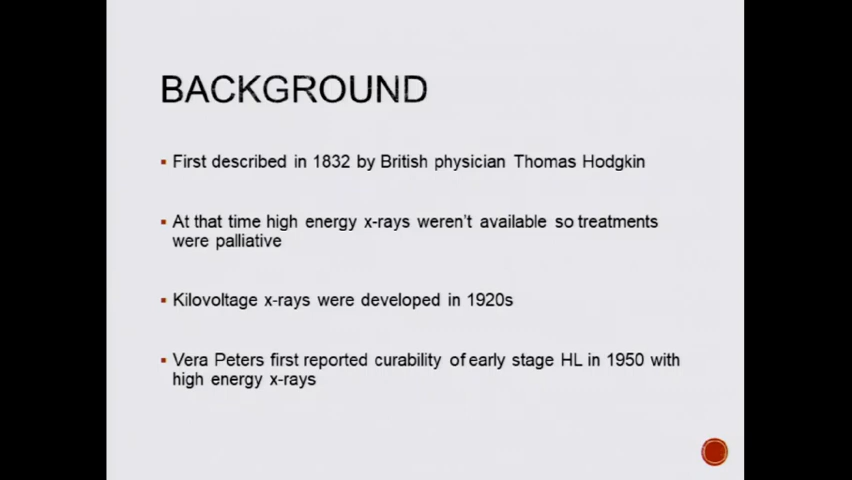 BACKGROUND
First described in 1832 by British physician Thomas Hodgkin
At that time high energy x-rays weren't available so treatments
were palliative
Kilovoltage x-rays were developed in 1920s
Vera Peters first reported curability of early stage HL in 1950 with
high energy x-rays